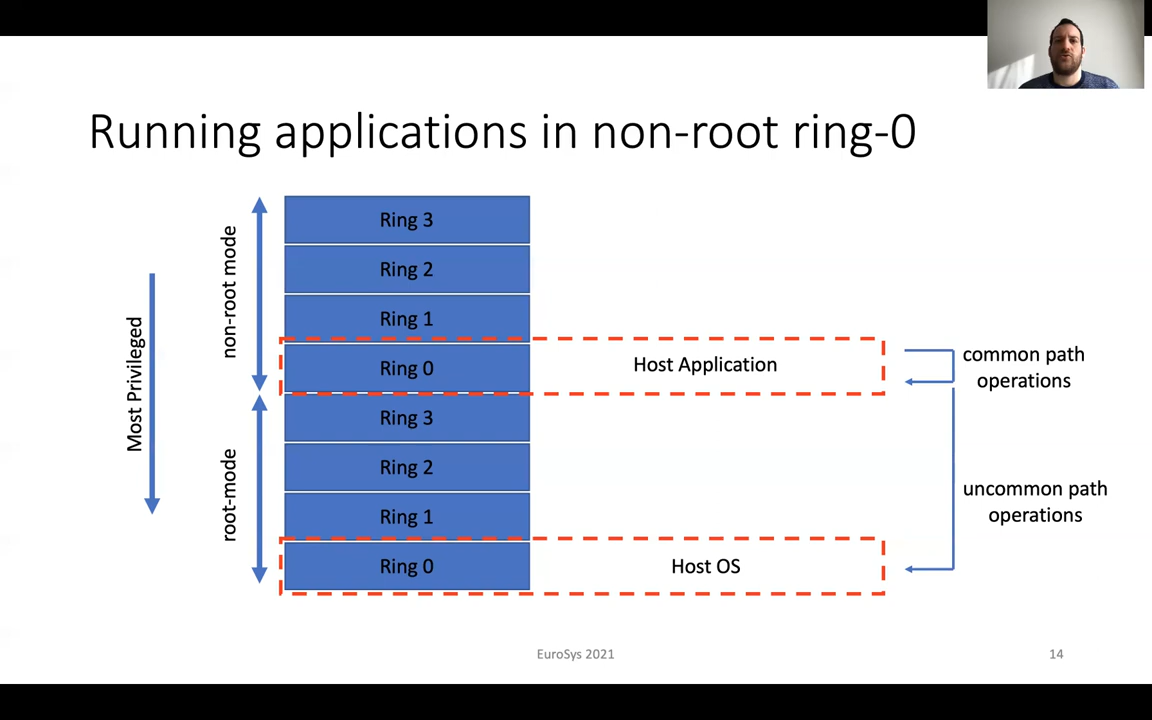 Running applications in non-root ring-0
Most Privileged
non-root mode
root-mode
Ring 3
Ring 2
Ring 1
Ring 0
Host Application
Ring 3
Ring 2
Ring 1
Ring 0
Host OS
common path
operations
uncommon path
operations
EuroSys 2021
14